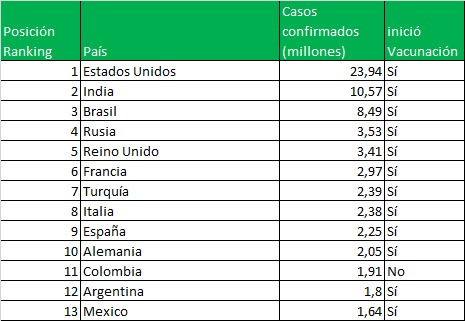 Posición Ranking País Casos confirmados (millones) inició Vacunación
1 Estados Unidos 23,94 Sí
2 India 10,57 Sí
3 Brasil 8,49 Sí
4 Rusia 3,53 Sí
5 Reino Unido 3,41 Sí
6 Francia 2,97 Sí
7 Turquía 2,39 Sí
8 Italia 2,38 Sí
9 España 2,25 Sí
10 Alemania 2,05 Sí
11 Colombia 1,91 No
12 Argentina 1,8 Sí
13 Mexico 1,64 Sí